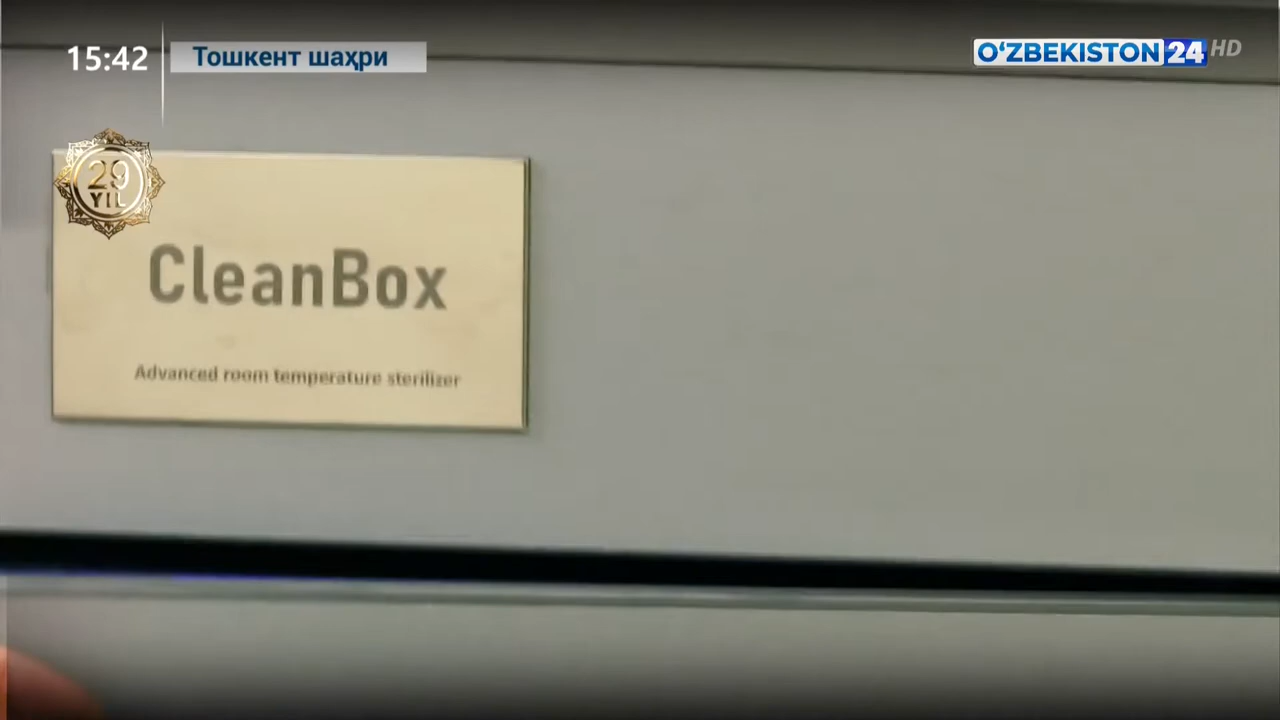 15:42
Тошкент шаҳри
O‘ZBEKISTON 24 HD
29
YIL
CleanBox
Advanced room temperature sterilizer